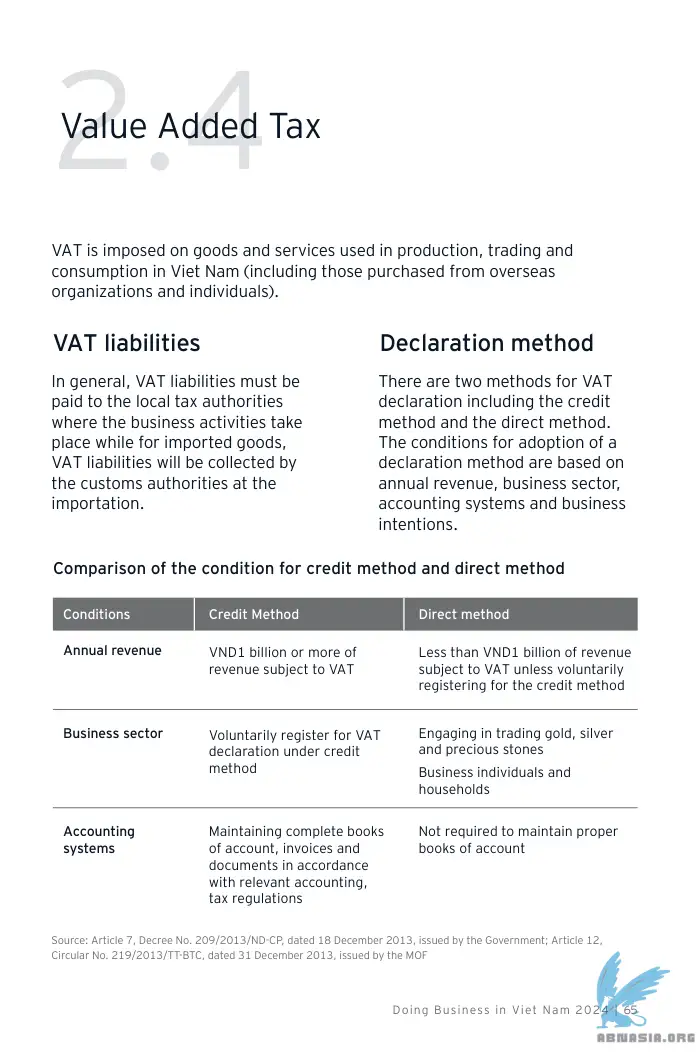 2.4
Value Added Tax
VAT is imposed on goods and services used in production, trading and
consumption in Viet Nam (including those purchased from overseas
organizations and individuals).
VAT liabilities
In general, VAT liabilities must be
paid to the local tax authorities
where the business activities take
place while for imported goods,
VAT liabilities will be collected by
the customs authorities at the
importation.
Declaration method
There are two methods for VAT
declaration including the credit
method and the direct method.
The conditions for adoption of a
declaration method are based on
annual revenue, business sector,
accounting systems and business
intentions.
Comparison of the condition for credit method and direct method
Conditions
Credit Method
Direct method
Annual revenue
VND1 billion or more of
revenue subject to VAT
Less than VND1 billion of revenue
subject to VAT unless voluntarily
registering for the credit method
Business sector
Voluntarily register for VAT
declaration under credit
method
Engaging in trading gold, silver
and precious stones
Business individuals and
households
Accounting
systems
Maintaining complete books
of account, invoices and
documents in accordance
with relevant accounting,
tax regulations
Not required to maintain proper
books of account
Source: Article 7, Decree No. 209/2013/ND-CP, dated 18 December 2013, issued by the Government; Article 12,
Circular No. 219/2013/TT-BTC, dated 31 December 2013, issued by the MOF
Doing Business in Viet Nam 2024 | 65
ABNASIA.ORG